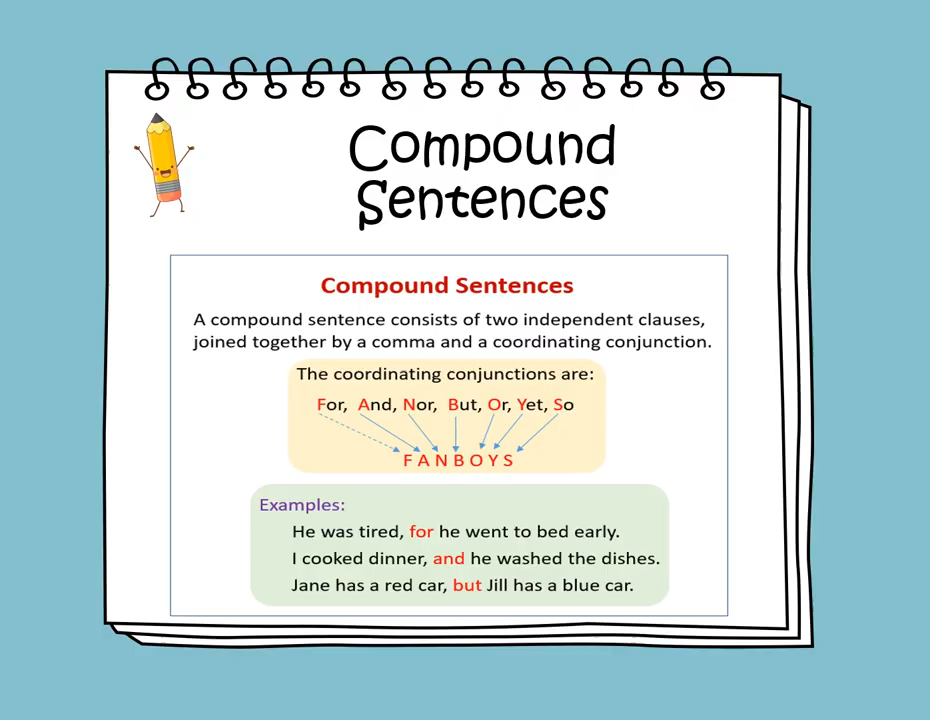 Compound
Sentences
Compound Sentences
A compound sentence consists of two independent clauses,
joined together by a comma and a coordinating conjunction.
The coordinating conjunctions are:
For, And, Nor, But, Or, Yet, So
F A N B O Y S
Examples:
He was tired, for he went to bed early.
I cooked dinner, and he washed the dishes.
Jane has a red car, but Jill has a blue car.